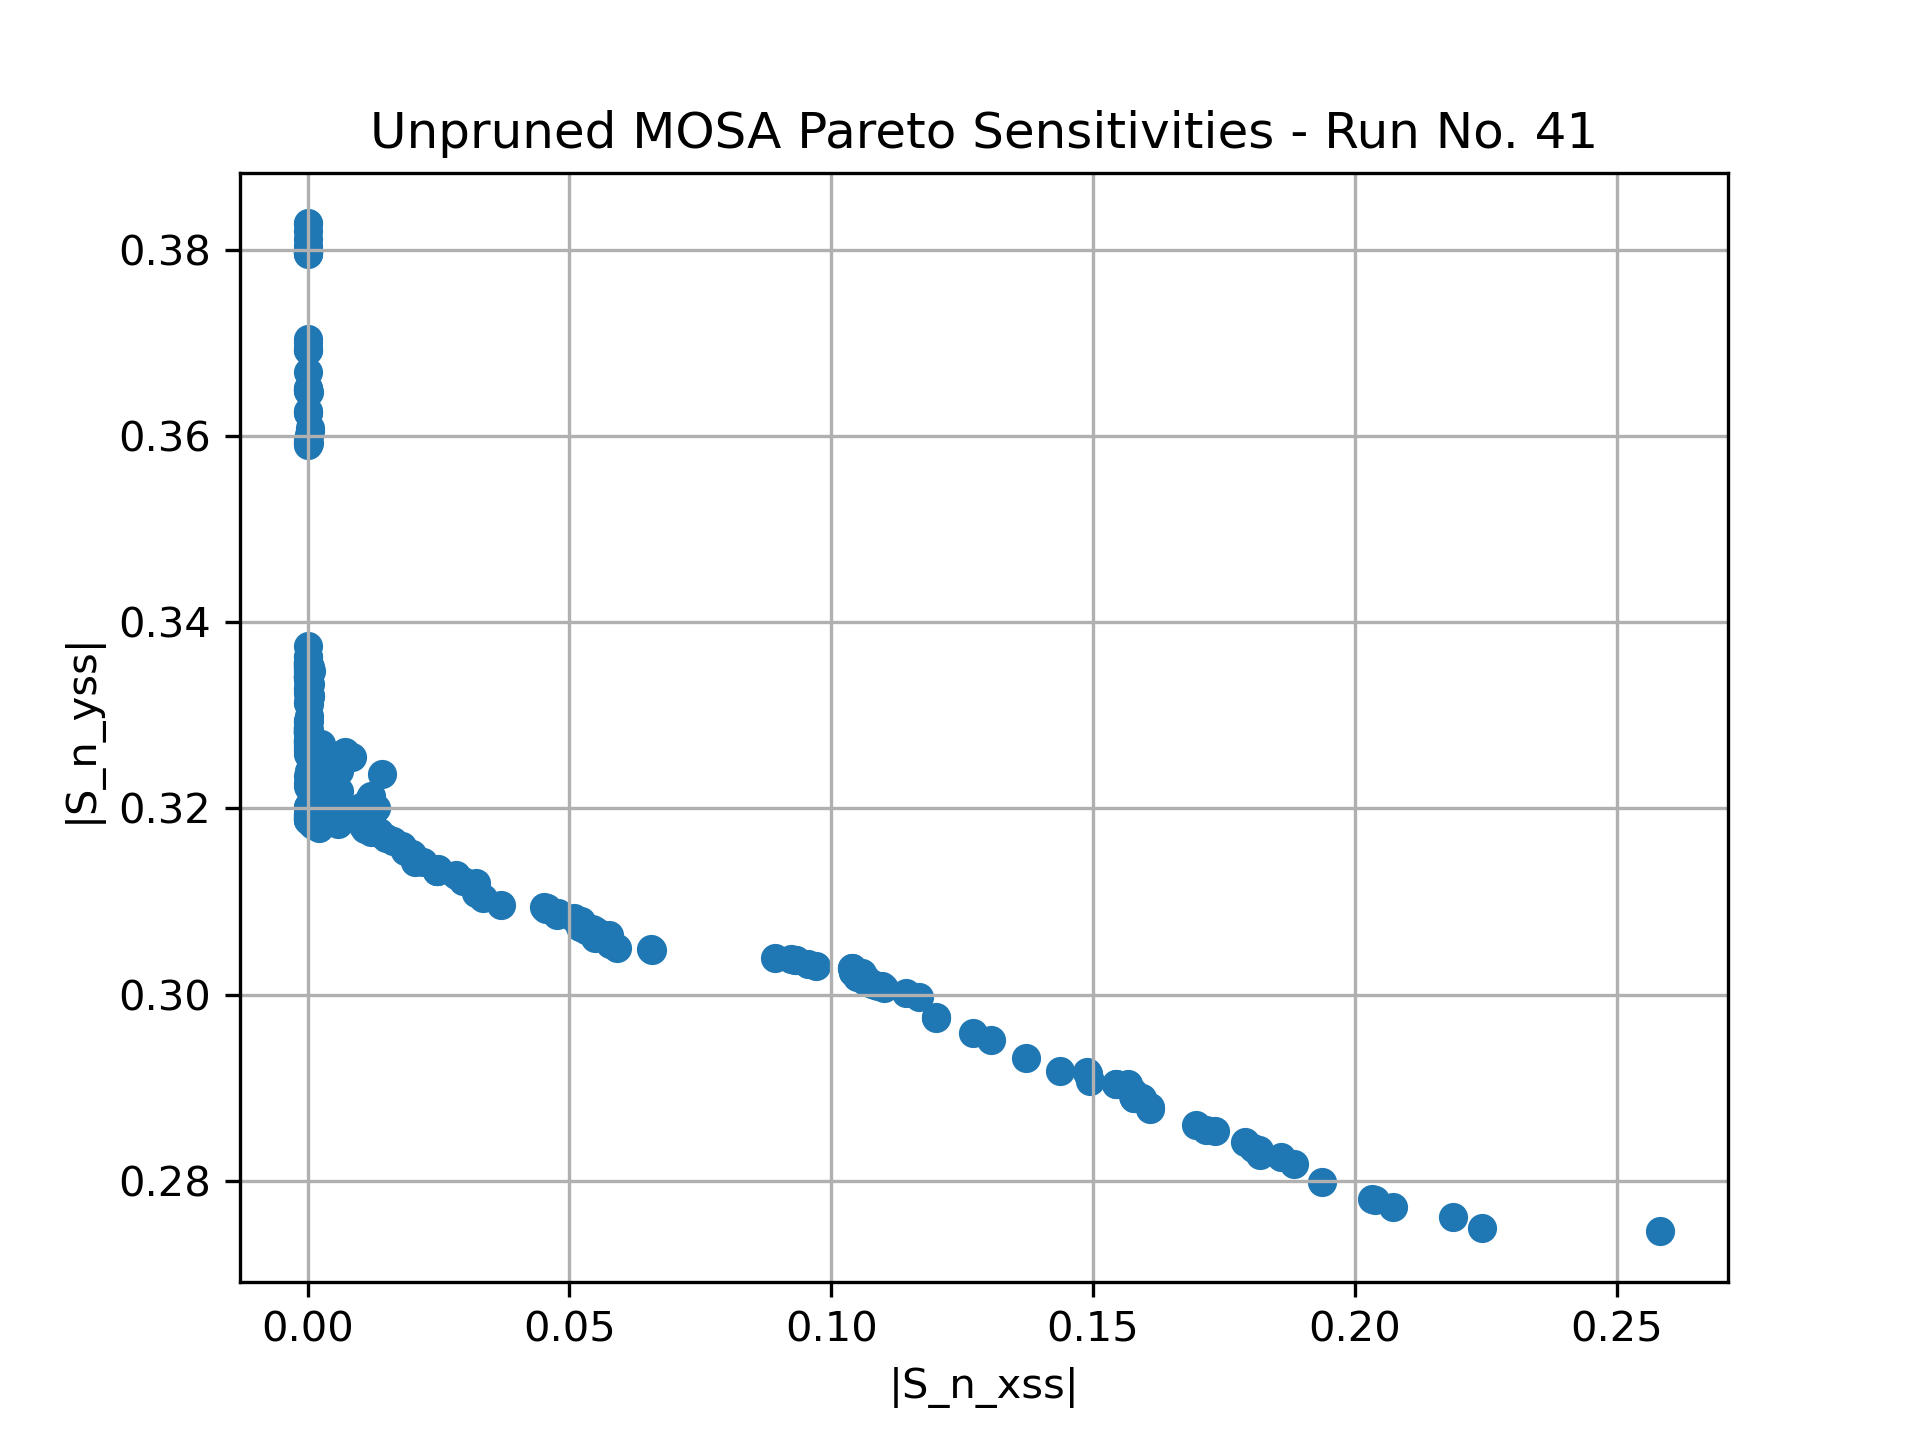 Unpruned MOSA Pareto Sensitivities - Run No. 41
|S_n_yss|
0.38
0.36
0.34
0.32
0.30
0.28
0.00 0.05 0.10 0.15 0.20 0.25
|S_n_xss|